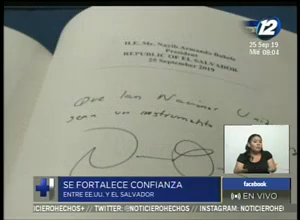 12
25 Sep 19
Mié 08:04
H.E. Mr. Nayib Armando Bukele
President
REPUBLIC OF EL SALVADOR
25 September 2019
Que las Naciones Unid
sean un instrumento
SE FORTALECE CONFIANZA
ENTRE EE.UU. Y EL SALVADOR
facebook
EN VIVO
#NOTICIEROHECHOS+ // TWITTER: @NOTICIEROHECHOS // INSTAGRAM: NOTICIEROHEC